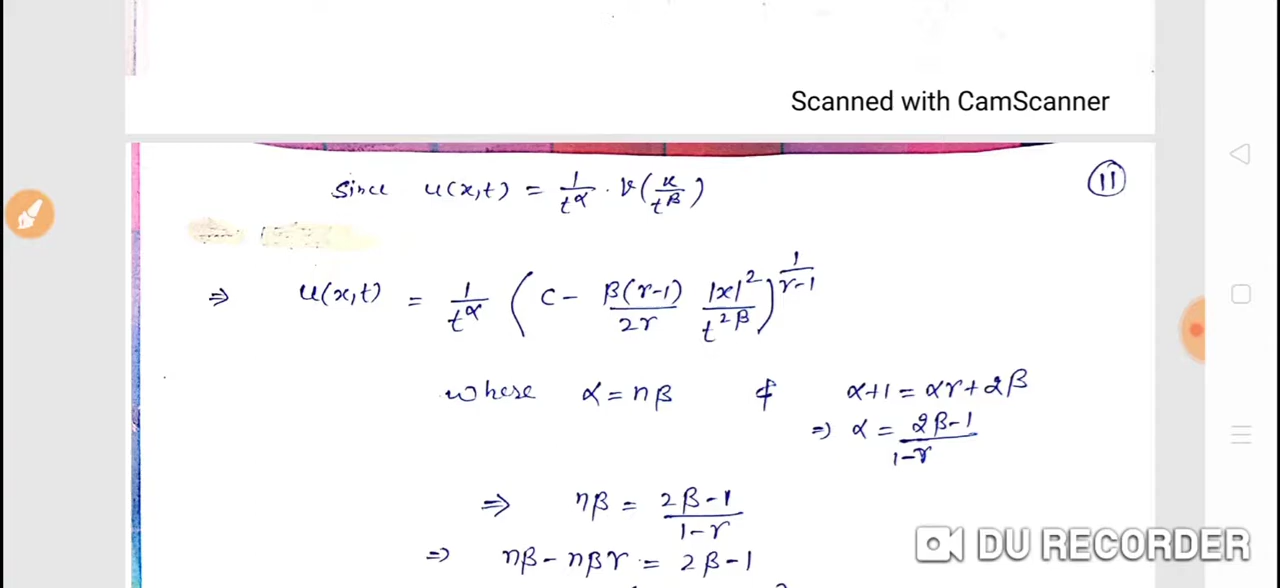 Scanned with CamScanner
Since u(x,t) = 1/t^α · v(x/t^β)
(11)
⇒ u(x,t) = 1/t^α (C - β(γ-1)/2γ |x|²/t^2β)^1/γ-1
where α = nβ & α+1 = αγ+2β
⇒ α = 2β-1/1-γ
⇒ nβ = 2β-1/1-γ
⇒ nβ - nβγ = 2β-1
DU RECORDER